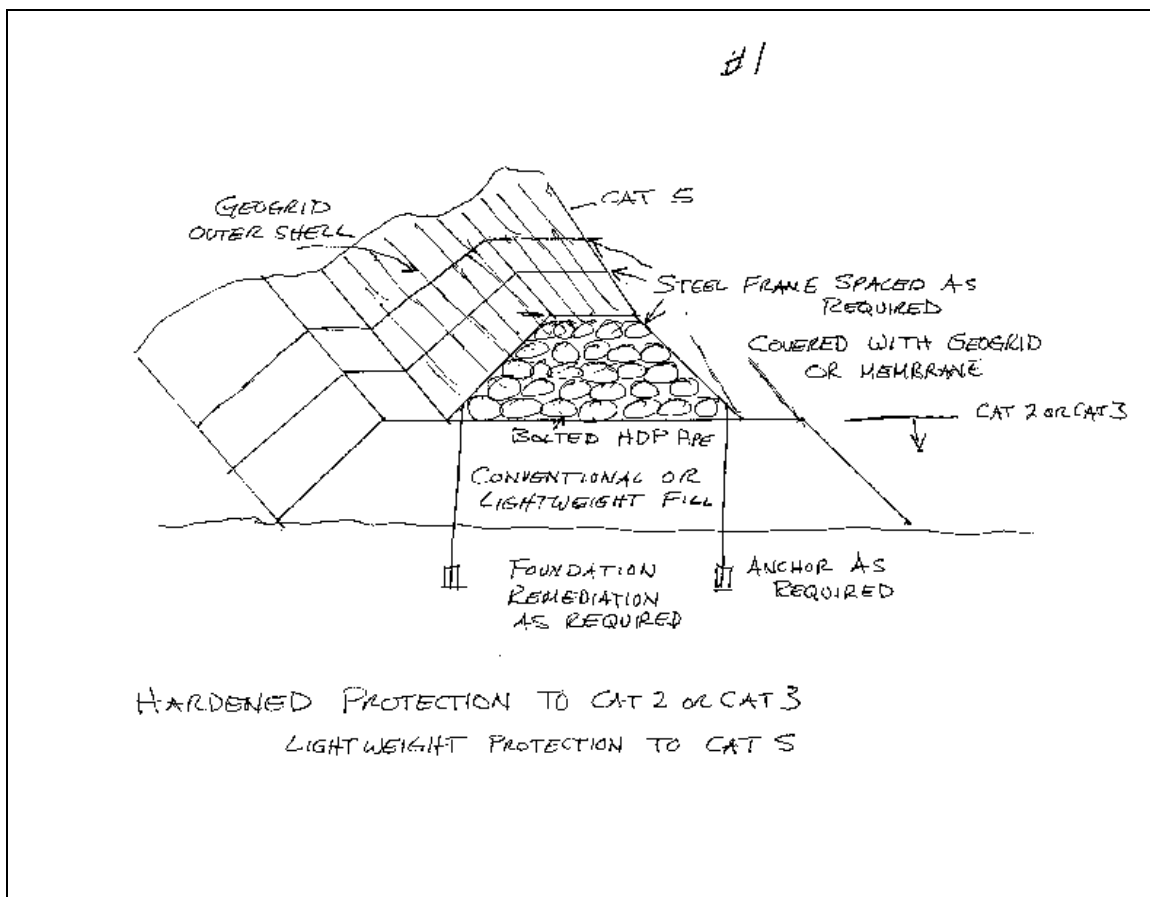 #1
CAT 5
GEOGRID
OUTER SHELL
STEEL FRAME SPACED AS
REQUIRED
COVERED WITH GEOGRID
OR MEMBRANE
CAT 2 OR CAT 3
BOLTED HDP PIPE
CONVENTIONAL OR
LIGHTWEIGHT FILL
FOUNDATION
REMEDIATION
AS REQUIRED
ANCHOR AS
REQUIRED
HARDENED PROTECTION TO CAT 2 OR CAT 3
LIGHTWEIGHT PROTECTION TO CAT 5